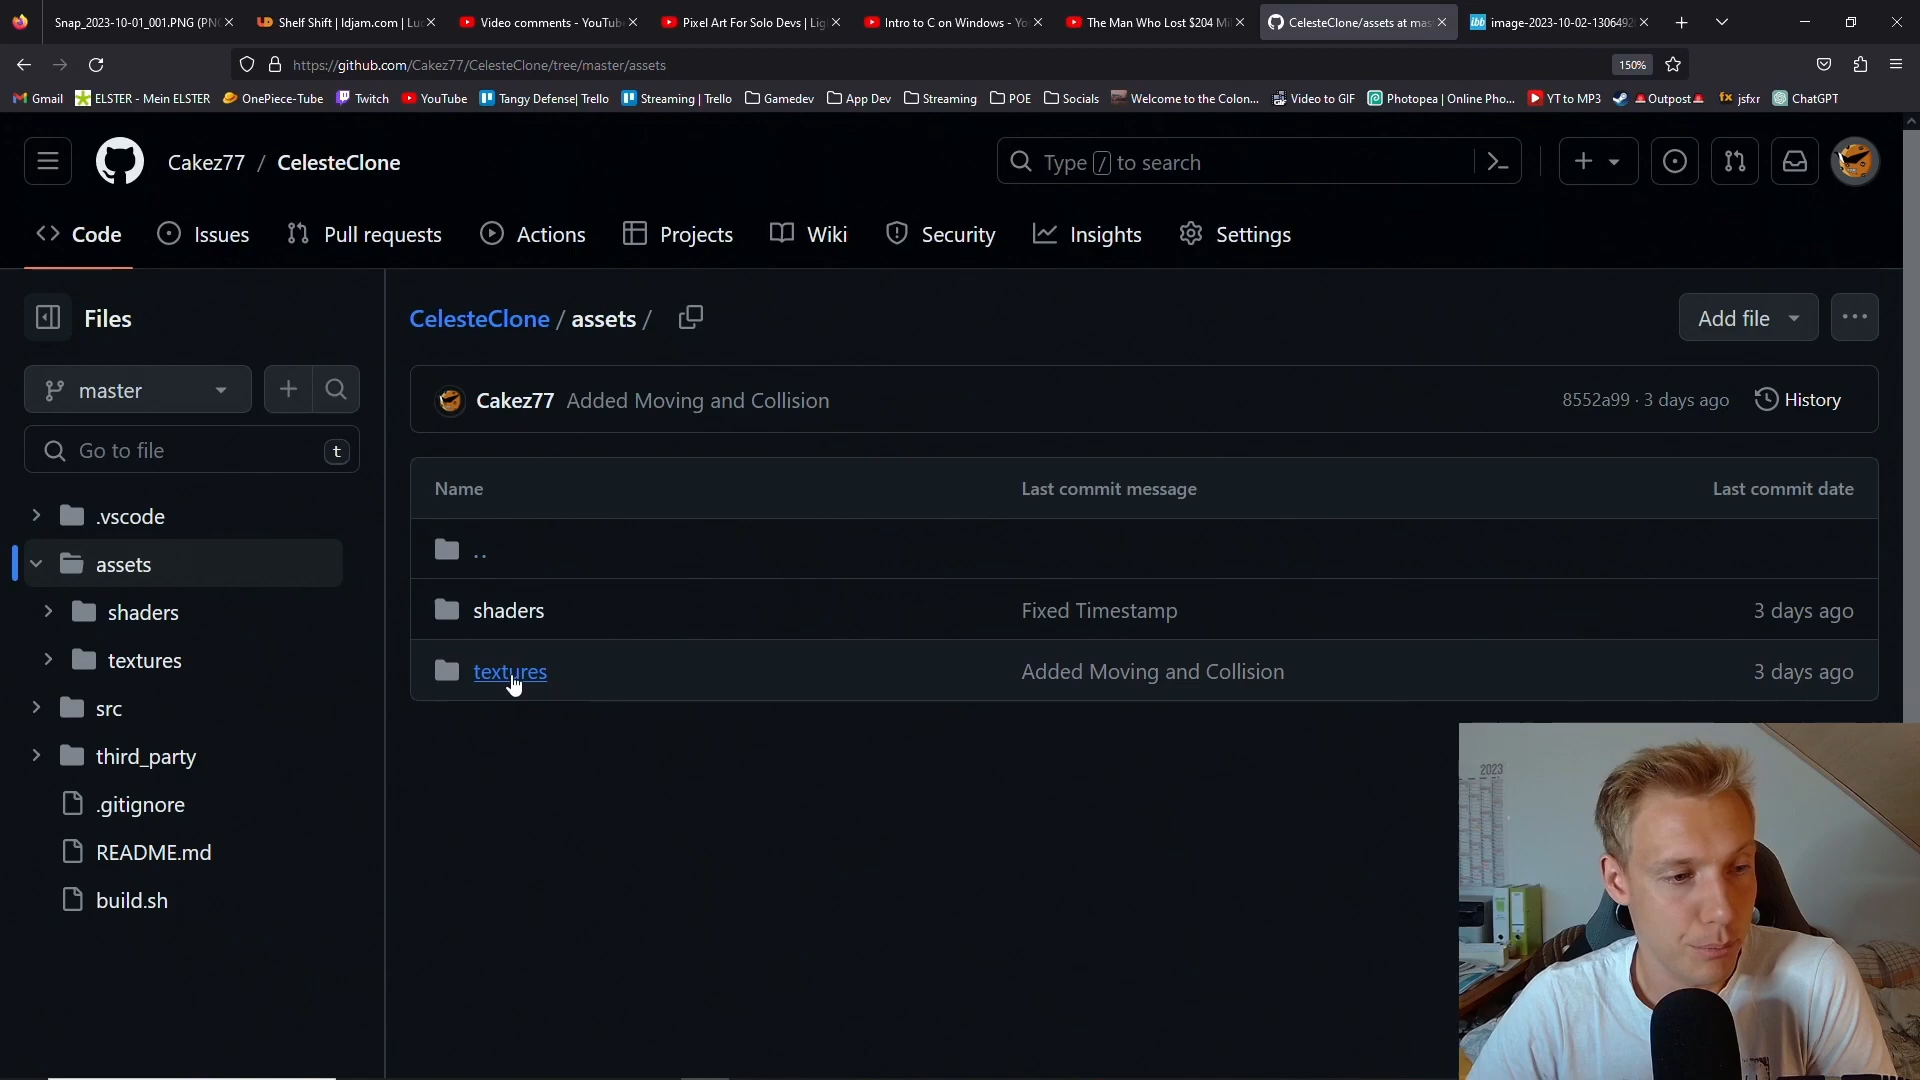 Snap_2023-10-01_001.PNG (PN
Shelf Shift | ldjam.com | Lu
Video comments - YouTub
Pixel Art For Solo Devs | Lig
Intro to C on Windows - Yo
The Man Who Lost $204 Mi
CelesteClone/assets at mas
ibb image-2023-10-02-1306492
https://github.com/Cakez77/CelesteClone/tree/master/assets
150%
Gmail
ELSTER - Mein ELSTER
OnePiece-Tube
Twitch
YouTube
Tangy Defense| Trello
Streaming | Trello
Gamedev
App Dev
Streaming
POE
Socials
Welcome to the Colon...
Video to GIF
Photopea | Online Pho...
YT to MP3
Outpost
fx jsfxr
ChatGPT
Cakez77 / CelesteClone
Type / to search
Code
Issues
Pull requests
Actions
Projects
Wiki
Security
Insights
Settings
Files
CelesteClone / assets /
Add file
master
Cakez77 Added Moving and Collision
8552a99 · 3 days ago
History
Go to file
t
Name
Last commit message
Last commit date
.vscode
..
assets
shaders
Fixed Timestamp
3 days ago
shaders
textures
Added Moving and Collision
3 days ago
textures
src
third_party
.gitignore
README.md
build.sh
2023